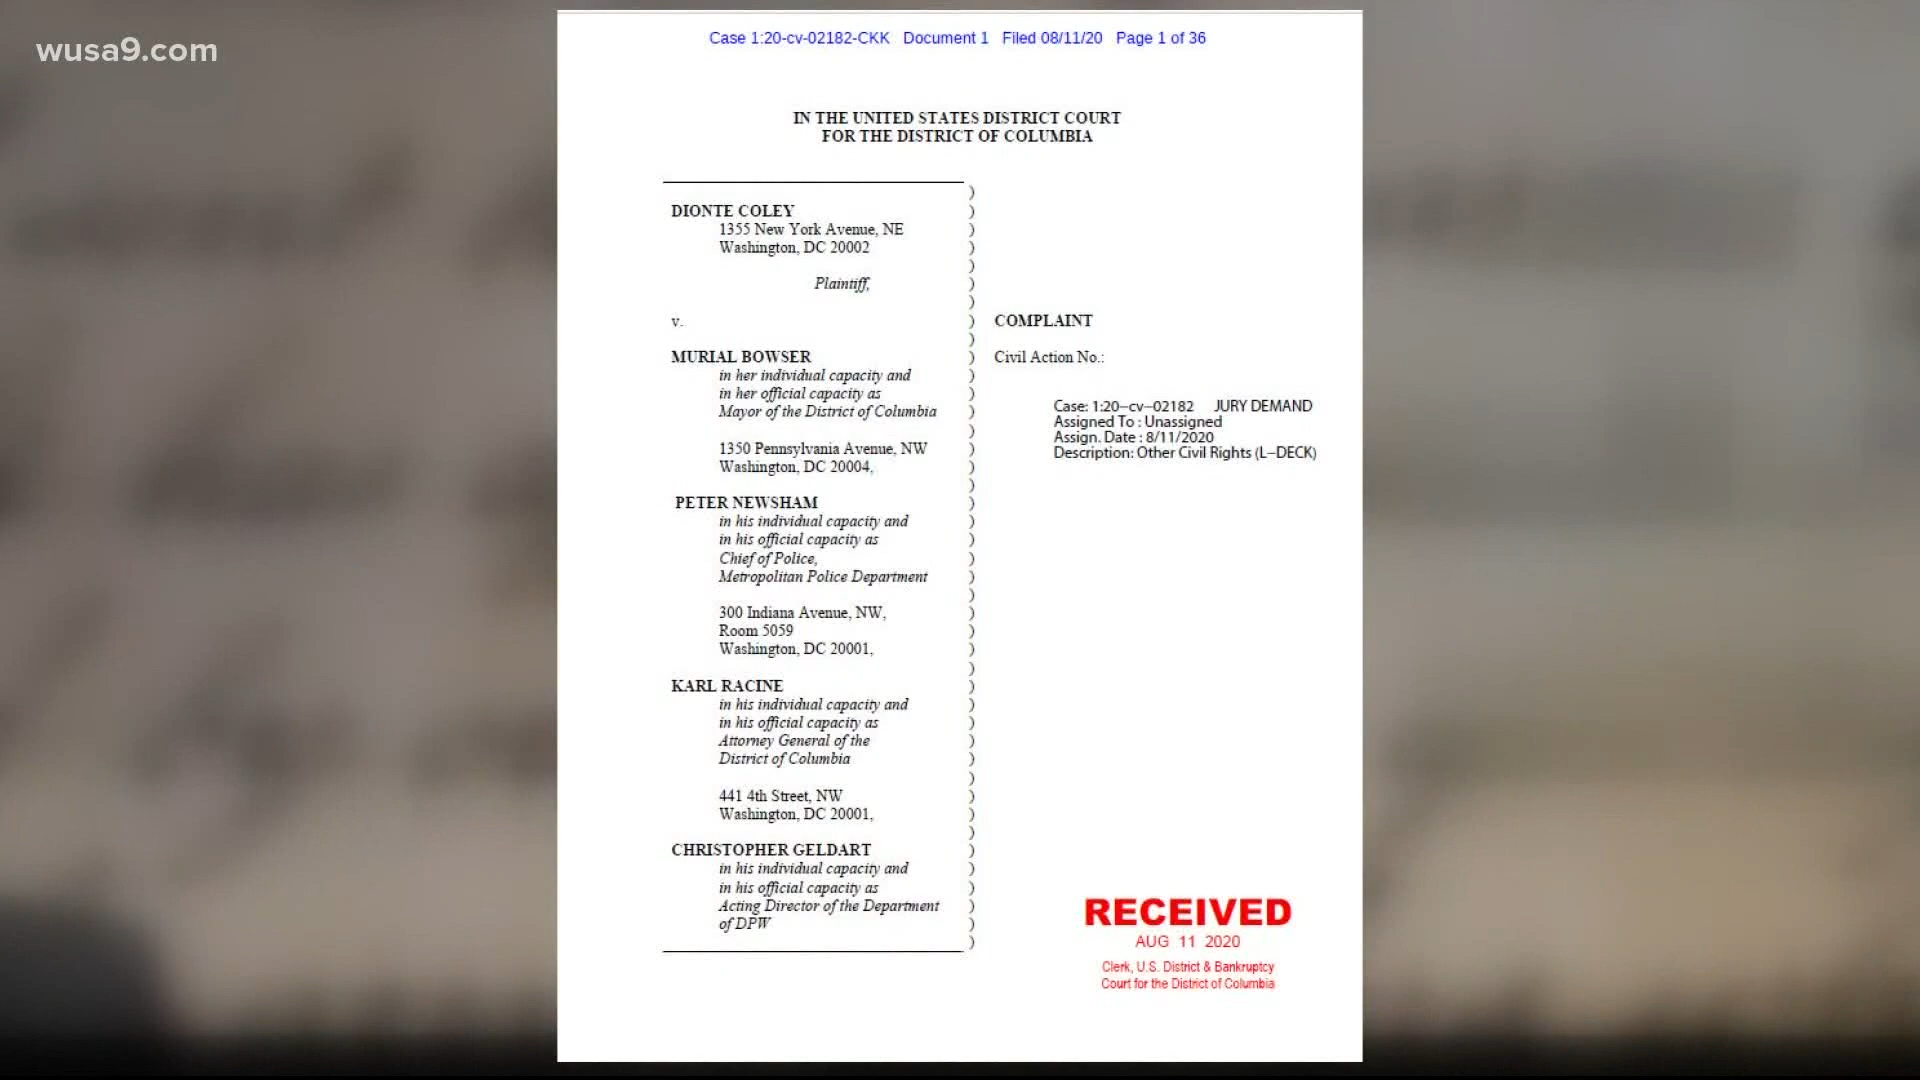 wusa9.com
Case 1:20-cv-02182-CKK Document 1 Filed 08/11/20 Page 1 of 36
IN THE UNITED STATES DISTRICT COURT
FOR THE DISTRICT OF COLUMBIA
DIONTE COLEY
1355 New York Avenue, NE
Washington, DC 20002
Plaintiff,
v.
MURIAL BOWSER
in her individual capacity and
in her official capacity as
Mayor of the District of Columbia
1350 Pennsylvania Avenue, NW
Washington, DC 20004,
PETER NEWSHAM
in his individual capacity and
in his official capacity as
Chief of Police,
Metropolitan Police Department
300 Indiana Avenue, NW,
Room 5059
Washington, DC 20001,
KARL RACINE
in his individual capacity and
in his official capacity as
Attorney General of the
District of Columbia
441 4th Street, NW
Washington, DC 20001,
CHRISTOPHER GELDART
in his individual capacity and
in his official capacity as
Acting Director of the Department
of DPW
COMPLAINT
Civil Action No.:
Case: 1:20–cv–02182 JURY DEMAND
Assigned To : Unassigned
Assign. Date : 8/11/2020
Description: Other Civil Rights (L–DECK)
RECEIVED
AUG 11 2020
Clerk, U.S. District & Bankruptcy
Court for the District of Columbia